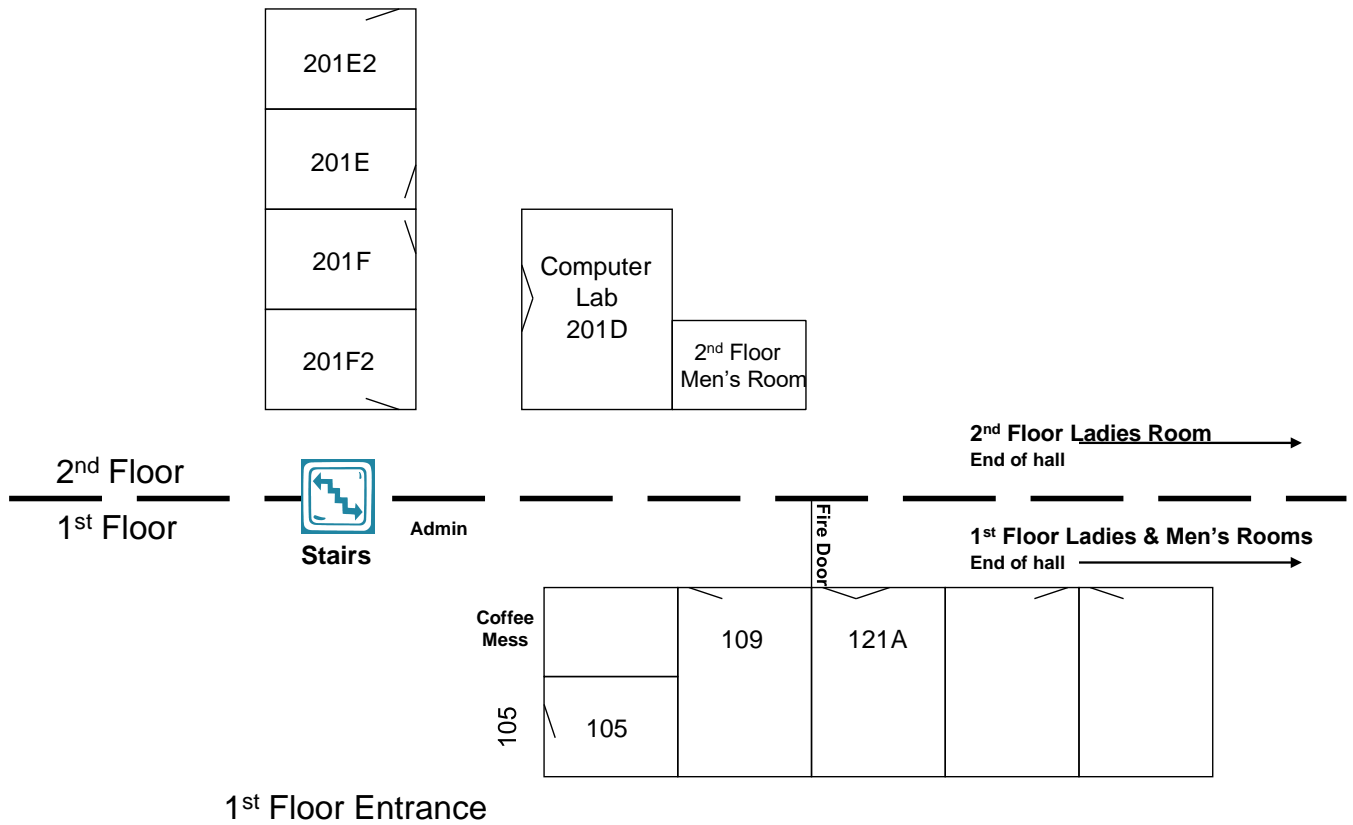 201E2
201E
201F
201F2
Computer
Lab
201D
2nd Floor
Men's Room
2nd Floor Ladies Room
End of hall
2nd Floor
1st Floor
Stairs
Admin
Fire Door
1st Floor Ladies & Men's Rooms
End of hall
Coffee
Mess
109
121A
105
105
1st Floor Entrance